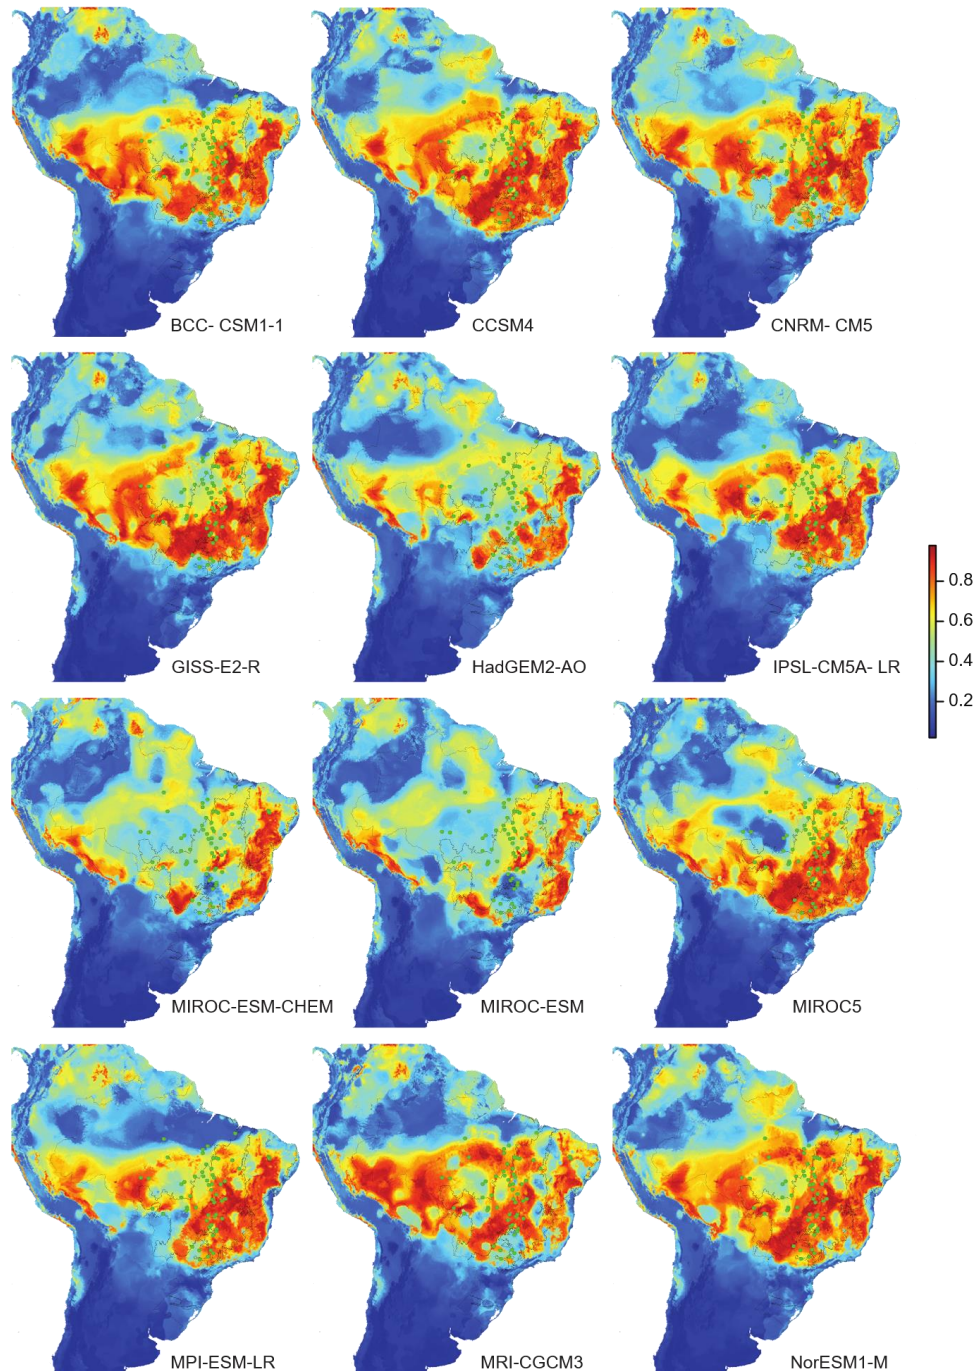 BCC- CSM1-1
CCSM4
CNRM- CM5
GISS-E2-R
HadGEM2-AO
IPSL-CM5A- LR
0.8
0.6
0.4
0.2
MIROC-ESM-CHEM
MIROC-ESM
MIROC5
MPI-ESM-LR
MRI-CGCM3
NorESM1-M